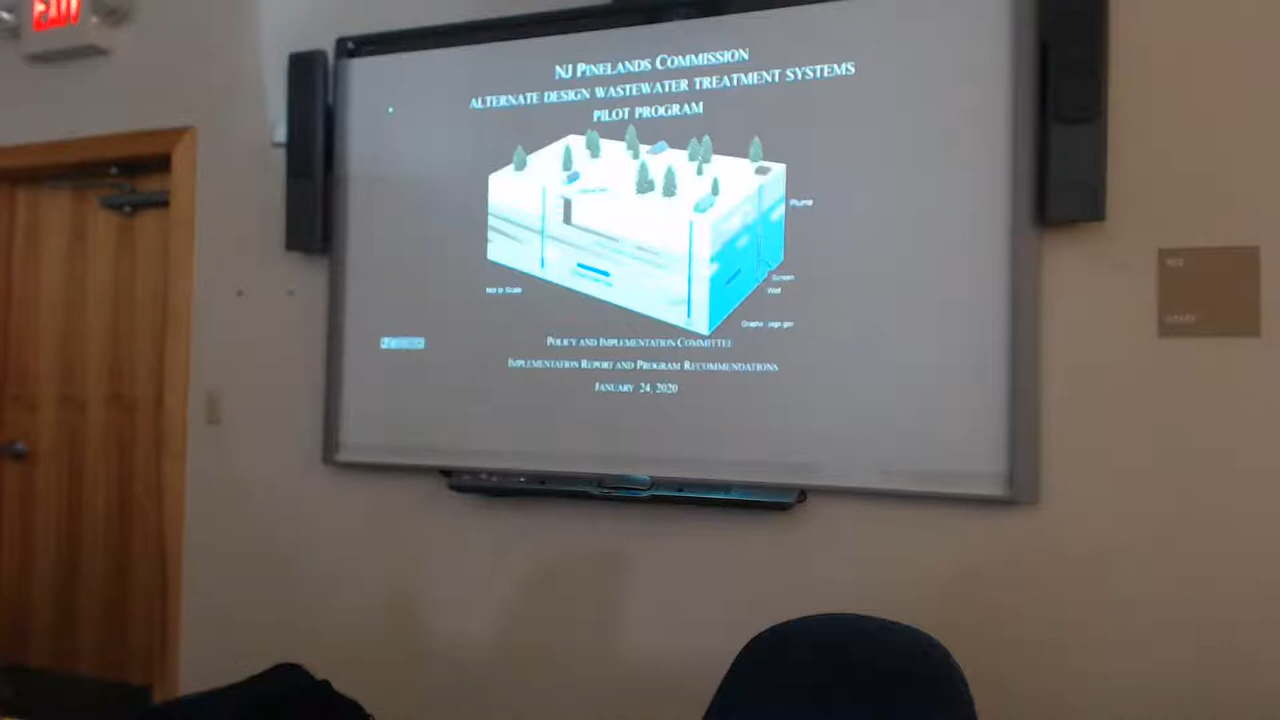 EXIT
NJ PINELANDS COMMISSION
ALTERNATE DESIGN WASTEWATER TREATMENT SYSTEMS
PILOT PROGRAM
Plume
Screen
Well
Not to Scale
POLICY AND IMPLEMENTATION COMMITTEE
IMPLEMENTATION REPORT AND PROGRAM RECOMMENDATIONS
JANUARY 24, 2020